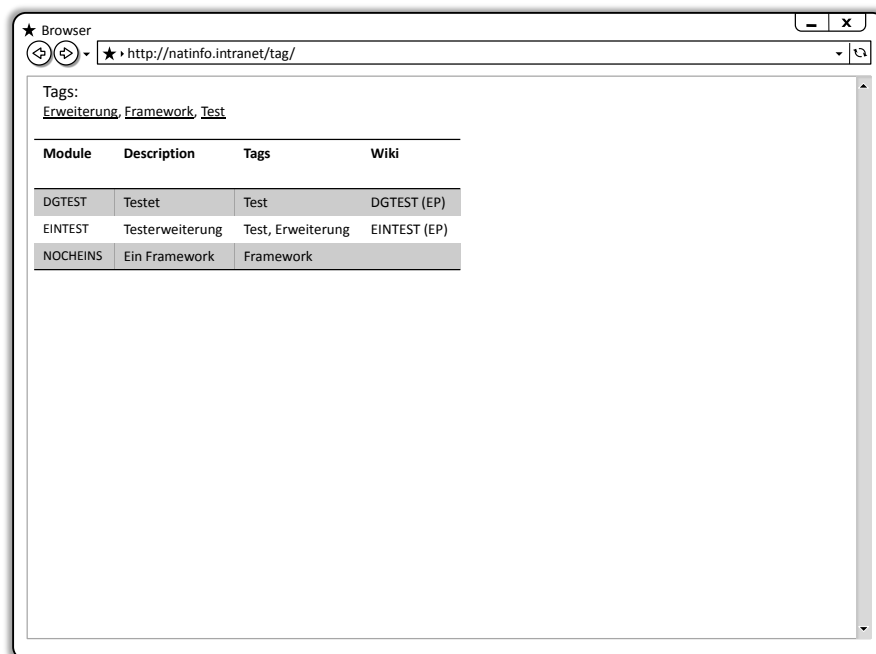 Browser
http://natinfo.intranet/tag/
Tags:
Erweiterung, Framework, Test
Module Description Tags Wiki
DGTEST Testet Test DGTEST (EP)
EINTEST Testerweiterung Test, Erweiterung EINTEST (EP)
NOCHEINS Ein Framework Framework